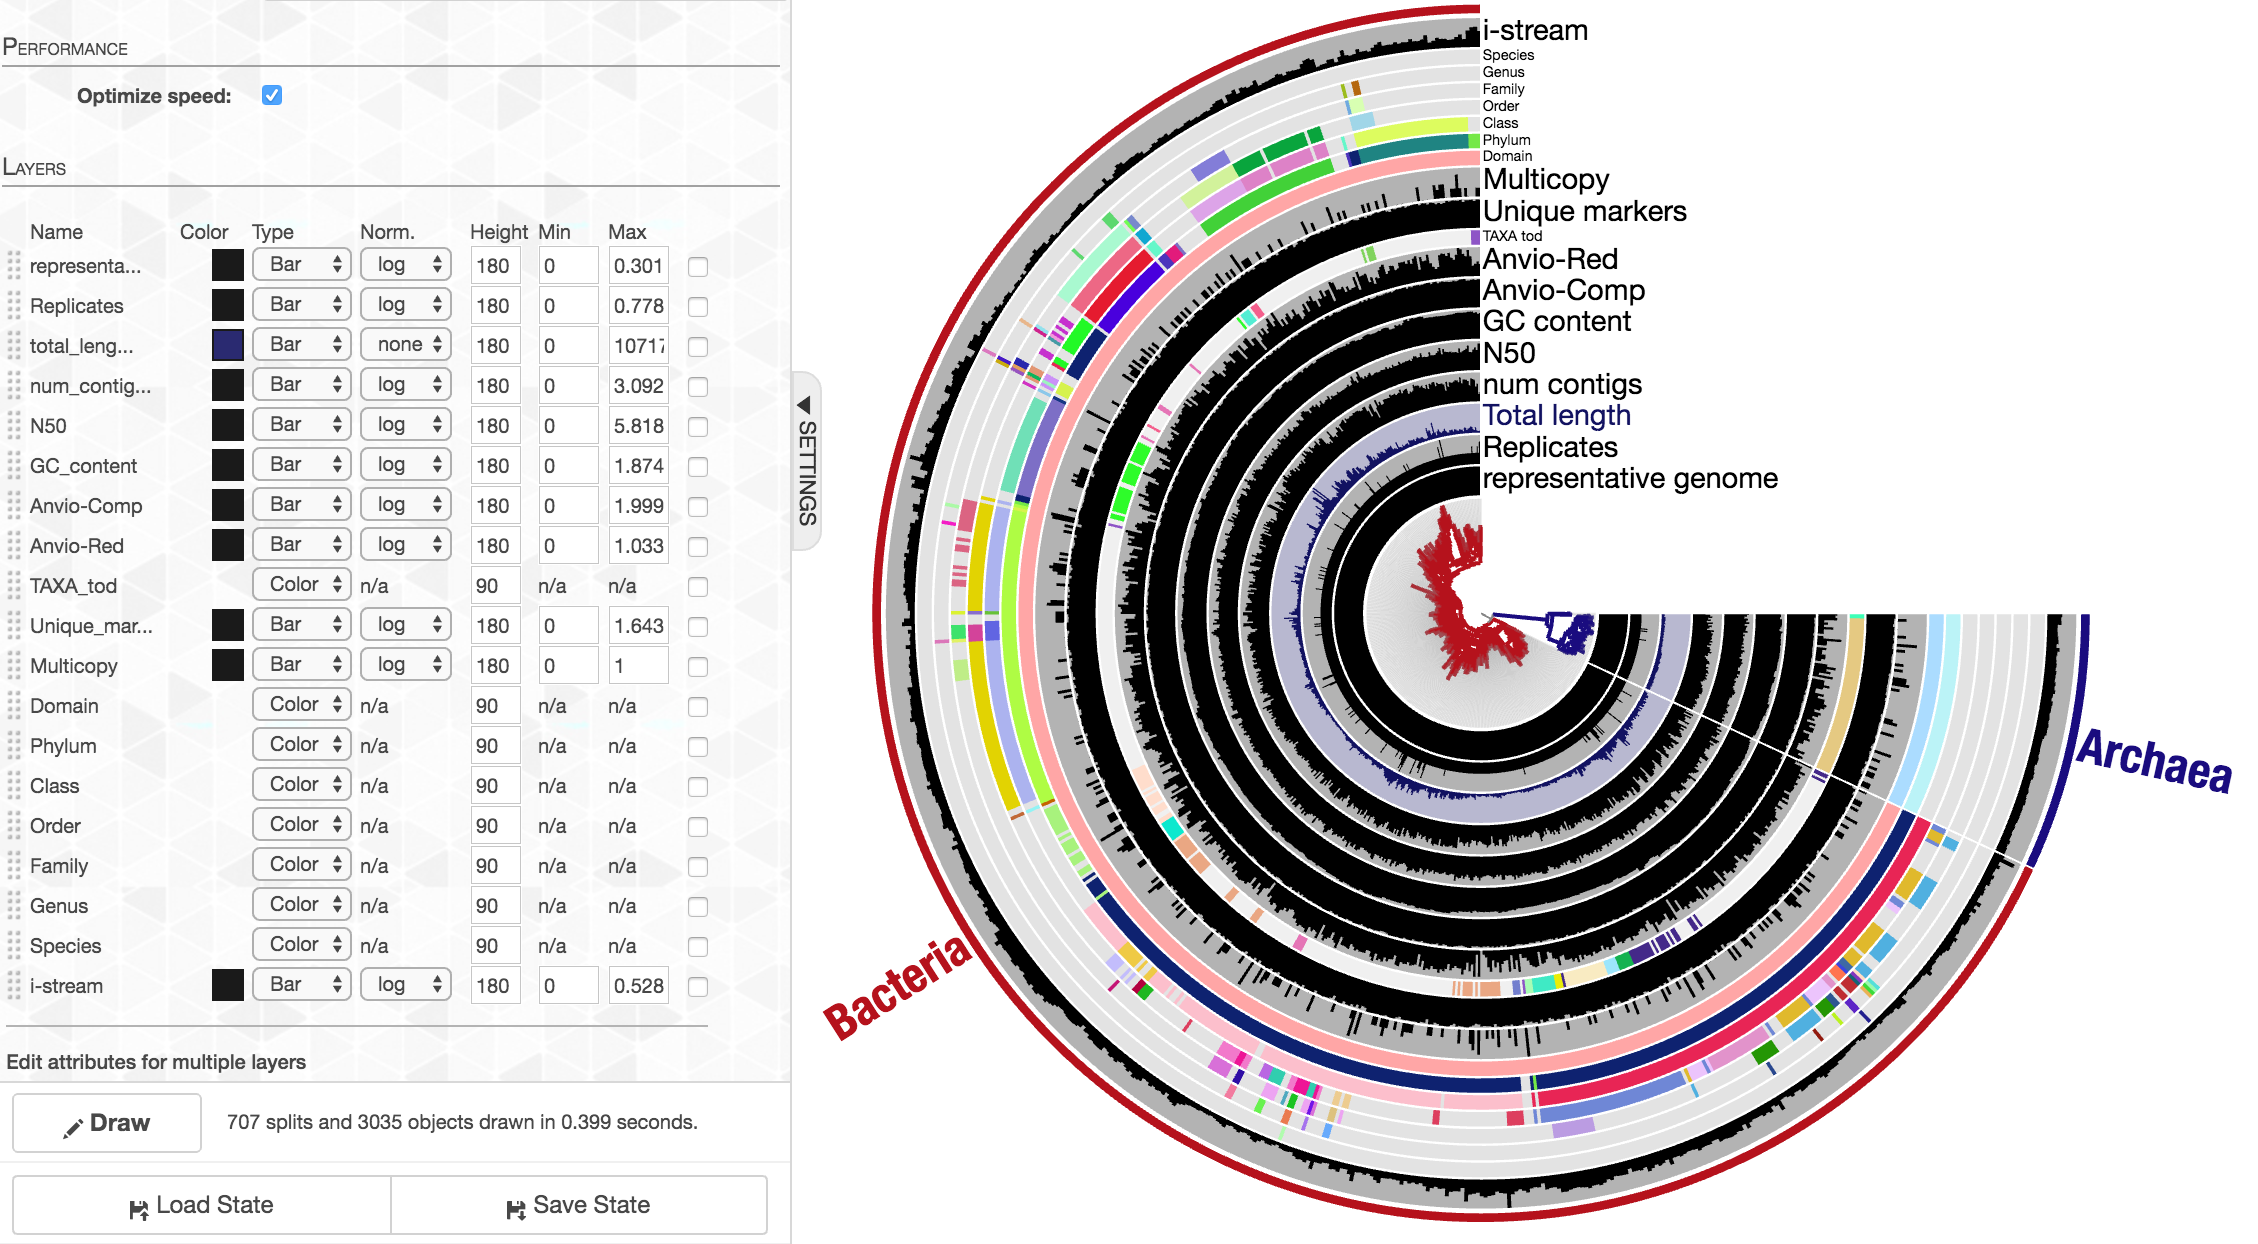 PERFORMANCE
Optimize speed:
LAYERS
Name Color Type Norm. Height Min Max
representa... Bar log 180 0 0.301
Replicates Bar log 180 0 0.778
total_leng... Bar none 180 0 10717
num_contig... Bar log 180 0 3.092
N50 Bar log 180 0 5.818
GC_content Bar log 180 0 1.874
Anvio-Comp Bar log 180 0 1.999
Anvio-Red Bar log 180 0 1.033
TAXA_tod Color n/a 90 n/a n/a
Unique_mar... Bar log 180 0 1.643
Multicopy Bar log 180 0 1
Domain Color n/a 90 n/a n/a
Phylum Color n/a 90 n/a n/a
Class Color n/a 90 n/a n/a
Order Color n/a 90 n/a n/a
Family Color n/a 90 n/a n/a
Genus Color n/a 90 n/a n/a
Species Color n/a 90 n/a n/a
i-stream Bar log 180 0 0.528
Edit attributes for multiple layers
Draw 707 splits and 3035 objects drawn in 0.399 seconds.
Load State Save State
SETTINGS
i-stream
Species
Genus
Family
Order
Class
Phylum
Domain
Multicopy
Unique markers
TAXA tod
Anvio-Red
Anvio-Comp
GC content
N50
num contigs
Total length
Replicates
representative genome
Archaea
Bacteria